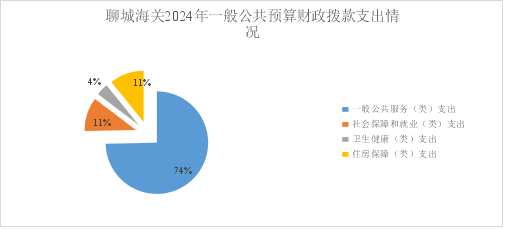 聊城海关2024年一般公共预算财政拨款支出情
况
4%
11%
11%
74%
一般公共服务（类）支出
社会保障和就业（类）支出
卫生健康（类）支出
住房保障（类）支出